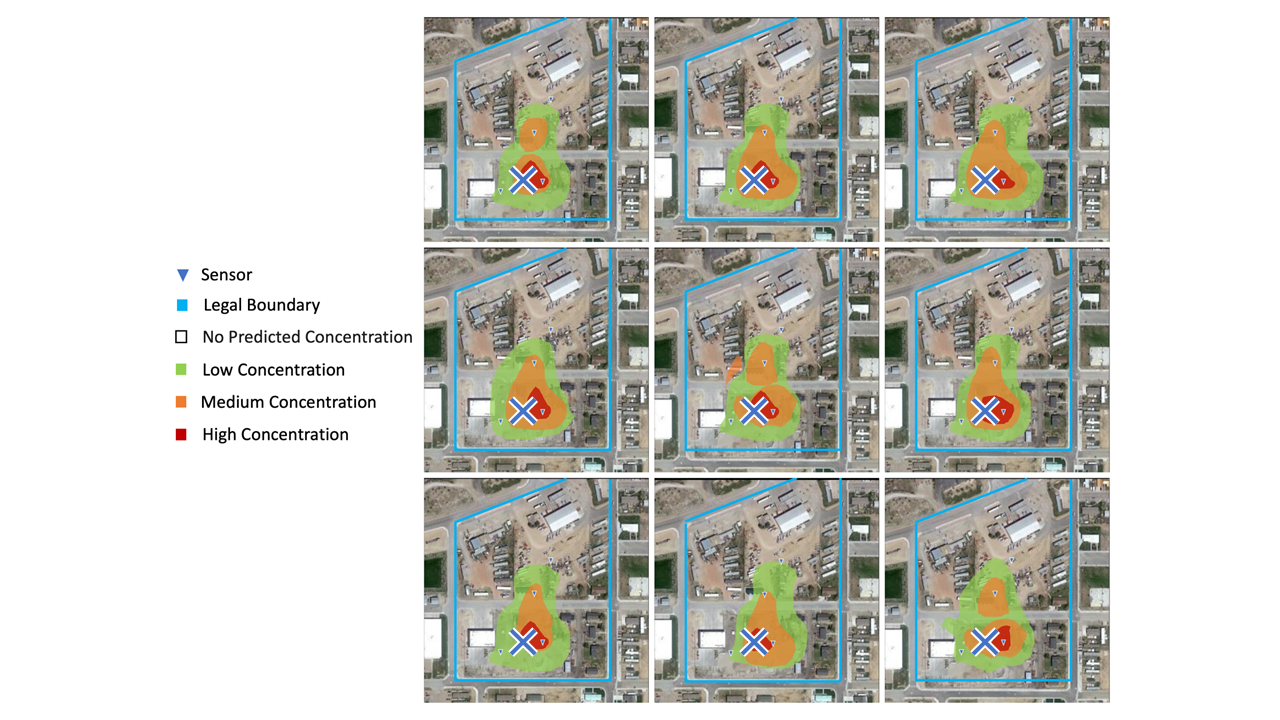 Sensor
Legal Boundary
No Predicted Concentration
Low Concentration
Medium Concentration
High Concentration